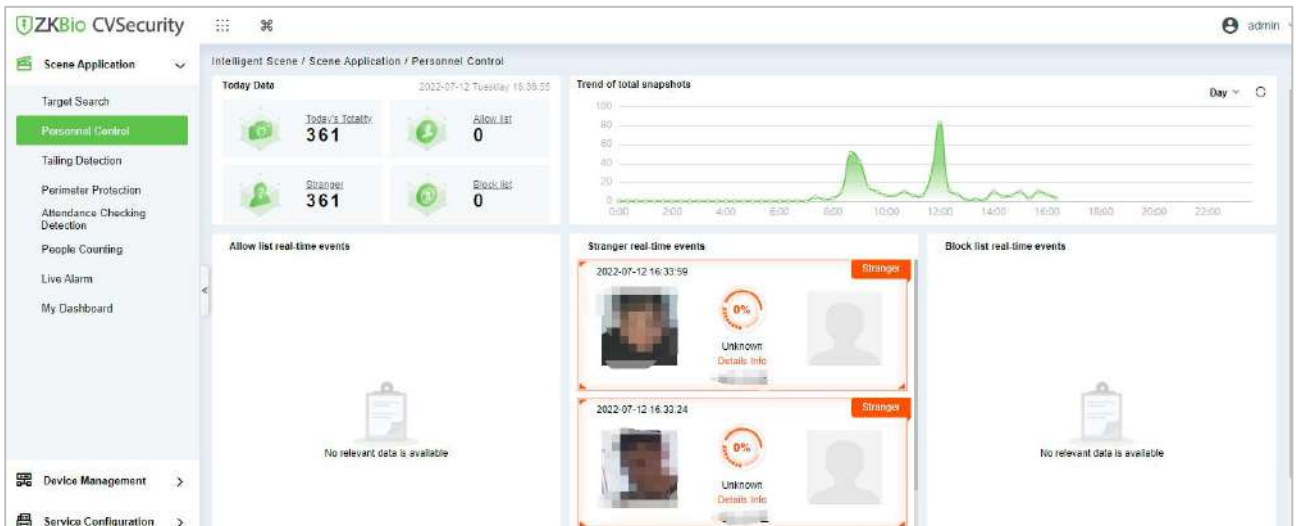 ZKBio CVSecurity
admin
Scene Application
Target Search
Personnel Control
Tailing Detection
Perimeter Protection
Attendance Checking
Detection
People Counting
Live Alarm
My Dashboard
Device Management
Service Configuration
Intelligent Scene / Scene Application / Personnel Control
Today Data
2022-07-12 Tuesday 16:36:55
Today's Totality
361
Allow list
0
Stranger
361
Block list
0
Trend of total snapshots
Day
100
80
60
40
20
0
0:00 2:00 4:00 6:00 8:00 10:00 12:00 14:00 16:00 18:00 20:00 22:00
Allow list real-time events
No relevant data is available
Stranger real-time events
2022-07-12 16:33:59
Stranger
0%
Unknown
Details Info
2022-07-12 16:33:24
Stranger
0%
Unknown
Details Info
Block list real-time events
No relevant data is available